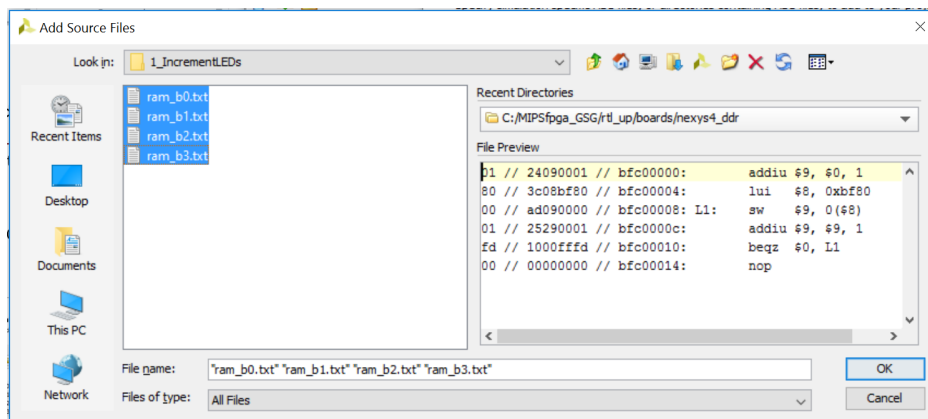 Add Source Files
Look in: 1_IncrementLEDs
Recent Items
Desktop
Documents
This PC
Network
ram_b0.txt
ram_b1.txt
ram_b2.txt
ram_b3.txt
Recent Directories
C:/MIPSfpga_GSG/rtl_up/boards/nexys4_ddr
File Preview
01 // 24090001 // bfc00000: addiu $9, $0, 1
80 // 3c08bf80 // bfc00004: lui $8, 0xbf80
00 // ad090000 // bfc00008: L1: sw $9, 0($8)
01 // 25290001 // bfc0000c: addiu $9, $9, 1
fd // 1000fffd // bfc00010: beqz $0, L1
00 // 00000000 // bfc00014: nop
File name: "ram_b0.txt" "ram_b1.txt" "ram_b2.txt" "ram_b3.txt"
OK
Files of type: All Files
Cancel